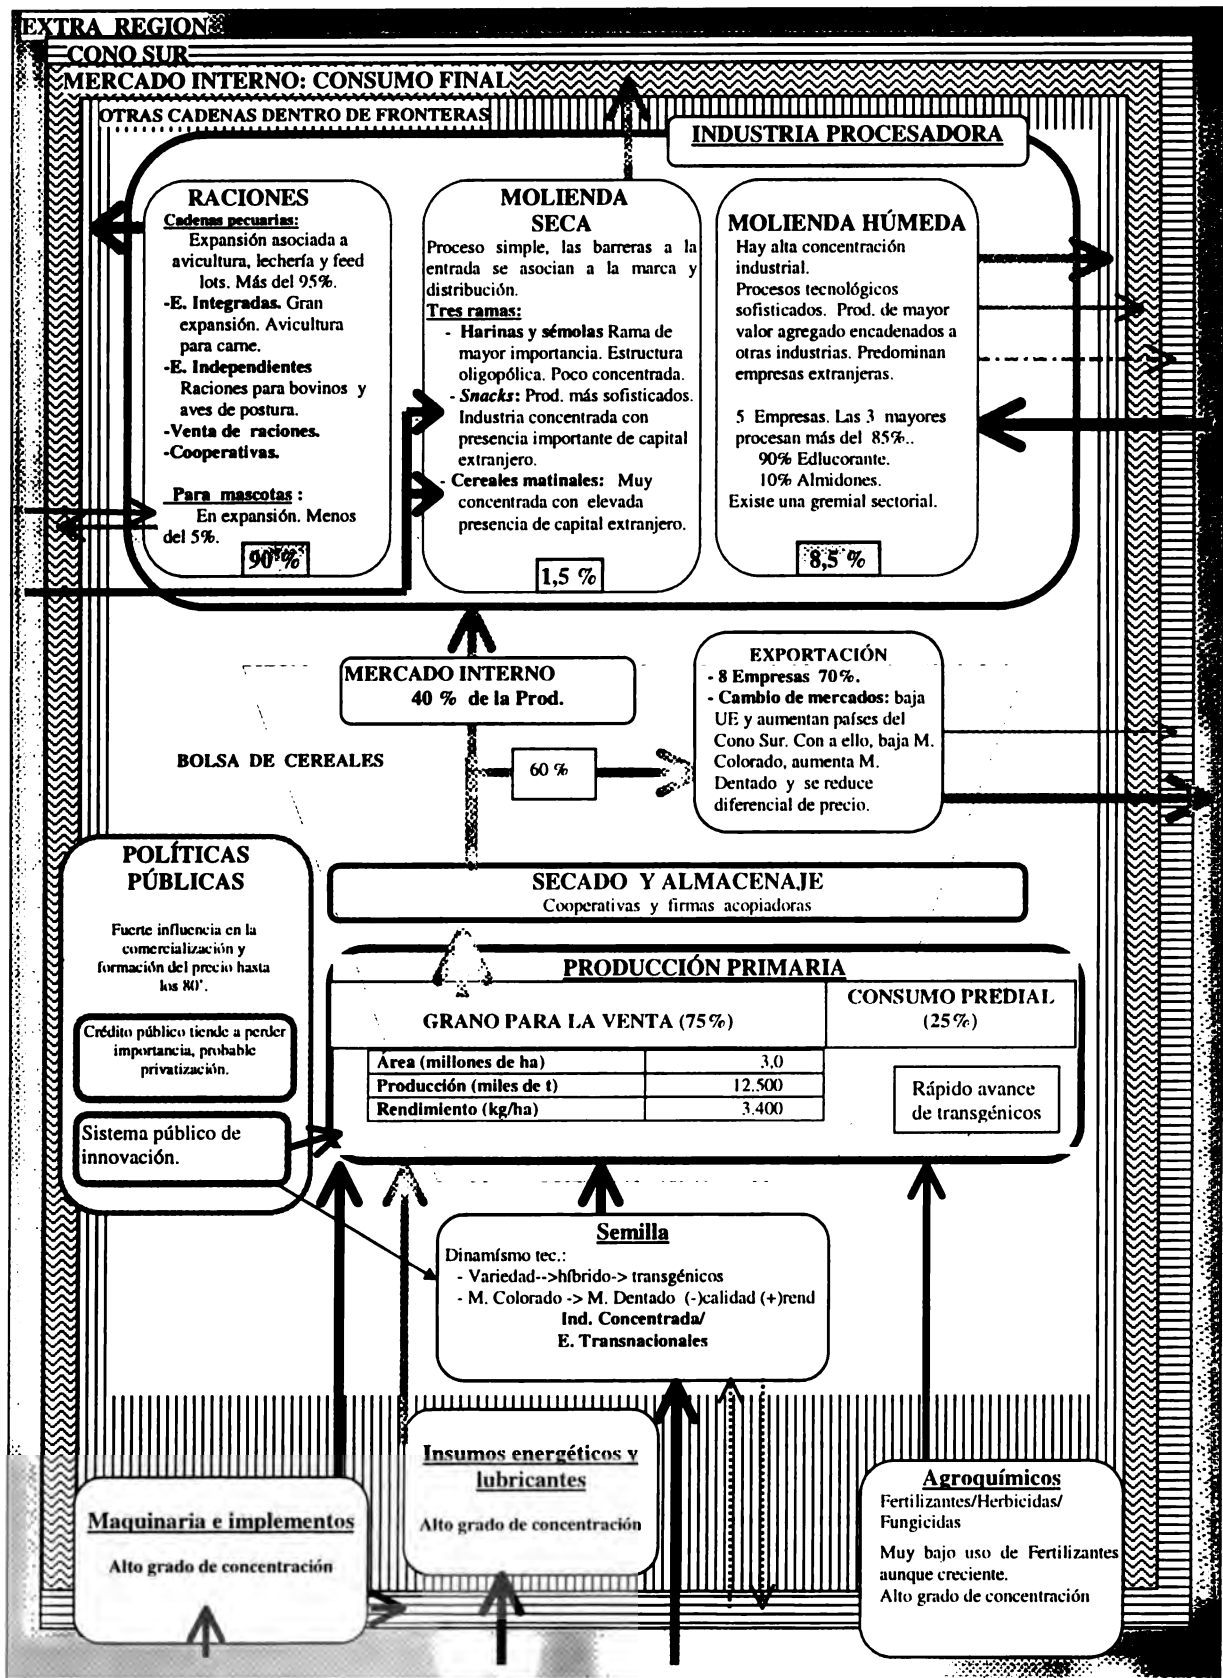 EXTRA REGION
CONO SUR
MERCADO INTERNO: CONSUMO FINAL
OTRAS CADENAS DENTRO DE FRONTERAS
INDUSTRIA PROCESADORA
RACIONES
Cadenas pecuarias:
Expansión asociada a
avicultura, lechería y feed
lots. Más del 95%.
-E. Integradas. Gran
expansión. Avicultura
para carne.
-E. Independientes
Raciones para bovinos y
aves de postura.
-Venta de raciones.
-Cooperativas.
Para mascotas :
En expansión. Menos
del 5%.
90 %
MOLIENDA
SECA
Proceso simple, las barreras a la
entrada se asocian a la marca y
distribución.
Tres ramas:
- Harinas y sémolas Rama de
mayor importancia. Estructura
oligopólica. Poco concentrada.
- Snacks: Prod. más sofisticados.
Industria concentrada con
presencia importante de capital
extranjero.
- Cereales matinales: Muy
concentrada con elevada
presencia de capital extranjero.
1,5 %
MOLIENDA HÚMEDA
Hay alta concentración
industrial.
Procesos tecnológicos
sofisticados. Prod. de mayor
valor agregado encadenados a
otras industrias. Predominan
empresas extranjeras.
5 Empresas. Las 3 mayores
procesan más del 85%..
90% Edlucorante.
10% Almidones.
Existe una gremial sectorial.
8,5 %
MERCADO INTERNO
40 % de la Prod.
EXPORTACIÓN
- 8 Empresas 70%.
- Cambio de mercados: baja
UE y aumentan países del
Cono Sur. Con a ello, baja M.
Colorado, aumenta M.
Dentado y se reduce
diferencial de precio.
BOLSA DE CEREALES
60 %
POLÍTICAS
PÚBLICAS
Fuerte influencia en la
comercialización y
formación del precio hasta
los 80'.
Crédito público tiende a perder
importancia, probable
privatización.
Sistema público de
innovación.
SECADO Y ALMACENAJE
Cooperativas y firmas acopiadoras
PRODUCCIÓN PRIMARIA
GRANO PARA LA VENTA (75%)
CONSUMO PREDIAL
(25%)
Área (millones de ha) 3,0
Producción (miles de t) 12.500
Rendimiento (kg/ha) 3.400
Rápido avance
de transgénicos
Semilla
Dinamísmo tec.:
- Variedad-->híbrido-> transgénicos
- M. Colorado -> M. Dentado (-)calidad (+)rend
Ind. Concentrada/
E. Transnacionales
Insumos energéticos y
lubricantes
Alto grado de concentración
Maquinaria e implementos
Alto grado de concentración
Agroquímicos
Fertilizantes/Herbicidas/
Fungicidas
Muy bajo uso de Fertilizantes
aunque creciente.
Alto grado de concentración